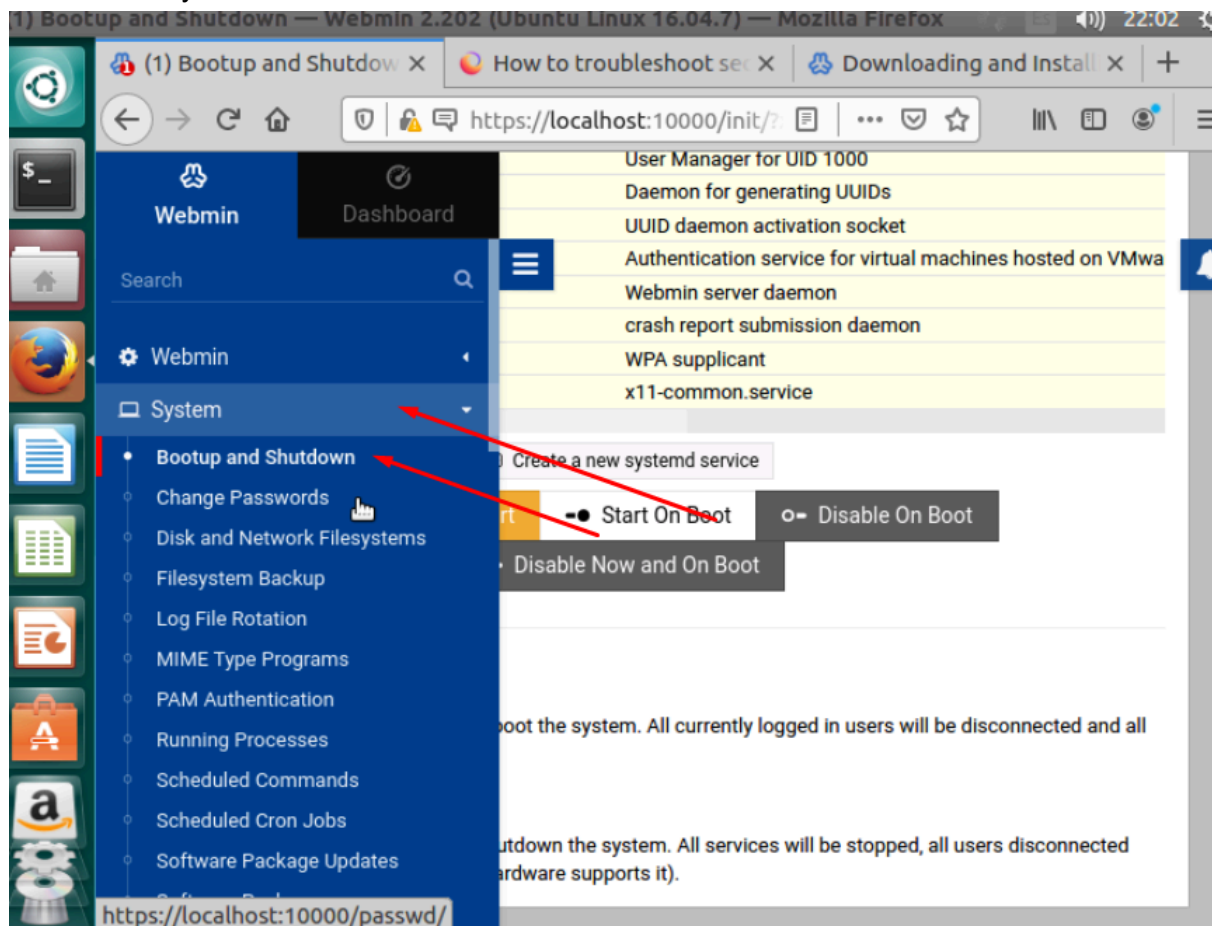 (1) Bootup and Shutdown — Webmin 2.202 (Ubuntu Linux 16.04.7) — Mozilla Firefox Es 22:02
(1) Bootup and Shutdow
How to troubleshoot sec
Downloading and Install
https://localhost:10000/init/?
Webmin
Dashboard
Search
Webmin
System
Bootup and Shutdown
Change Passwords
Disk and Network Filesystems
Filesystem Backup
Log File Rotation
MIME Type Programs
PAM Authentication
Running Processes
Scheduled Commands
Scheduled Cron Jobs
Software Package Updates
https://localhost:10000/passwd/
User Manager for UID 1000
Daemon for generating UUIDs
UUID daemon activation socket
Authentication service for virtual machines hosted on VMwa
Webmin server daemon
crash report submission daemon
WPA supplicant
x11-common.service
Create a new systemd service
rt
Start On Boot
Disable On Boot
Disable Now and On Boot
boot the system. All currently logged in users will be disconnected and all
utdown the system. All services will be stopped, all users disconnected
ardware supports it).